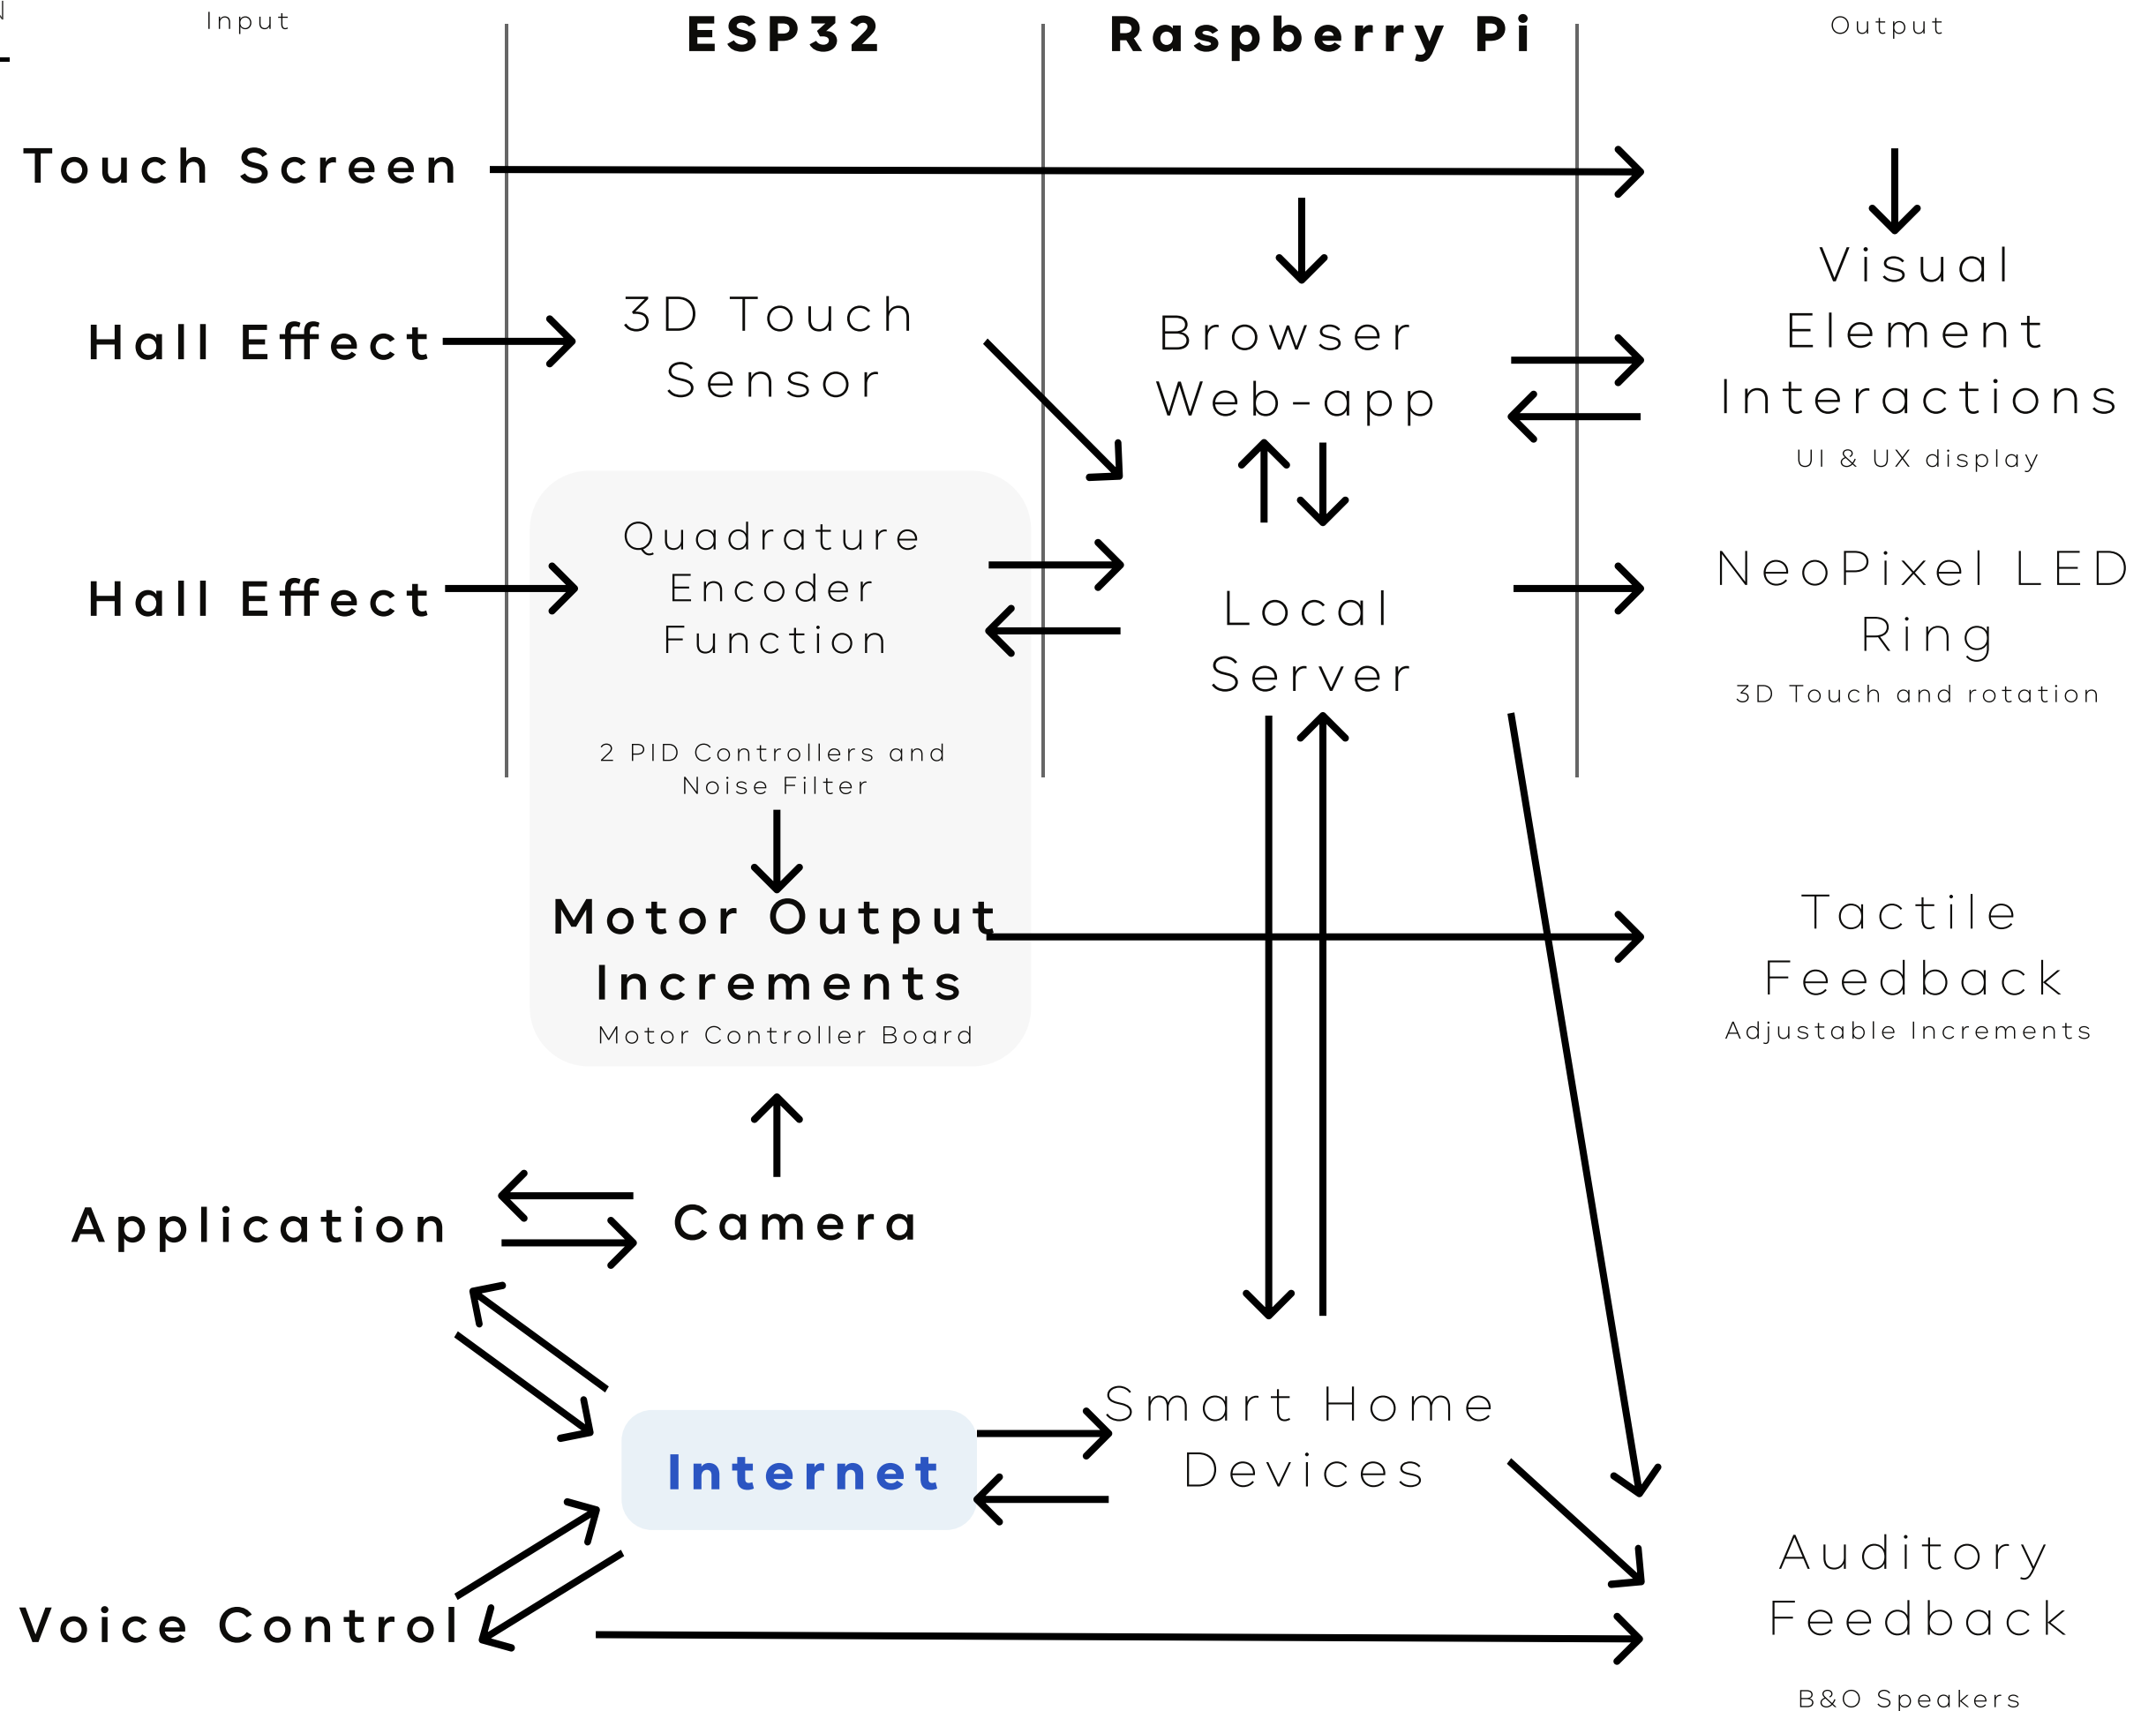 Input
ESP32
Raspberry Pi
Output
Touch Screen
Hall Effect
3D Touch
Sensor
Browser
Web-app
Visual
Element
Interactions
UI & UX display
Hall Effect
Quadrature
Encoder
Function
Local
Server
NeoPixel LED
Ring
3D Touch and rotation
2 PID Controllers and
Noise Filter
Motor Output
Increments
Motor Controller Board
Tactile
Feedback
Adjustable Increments
Application
Camera
Internet
Smart Home
Devices
Voice Control
Auditory
Feedback
B&O Speakers